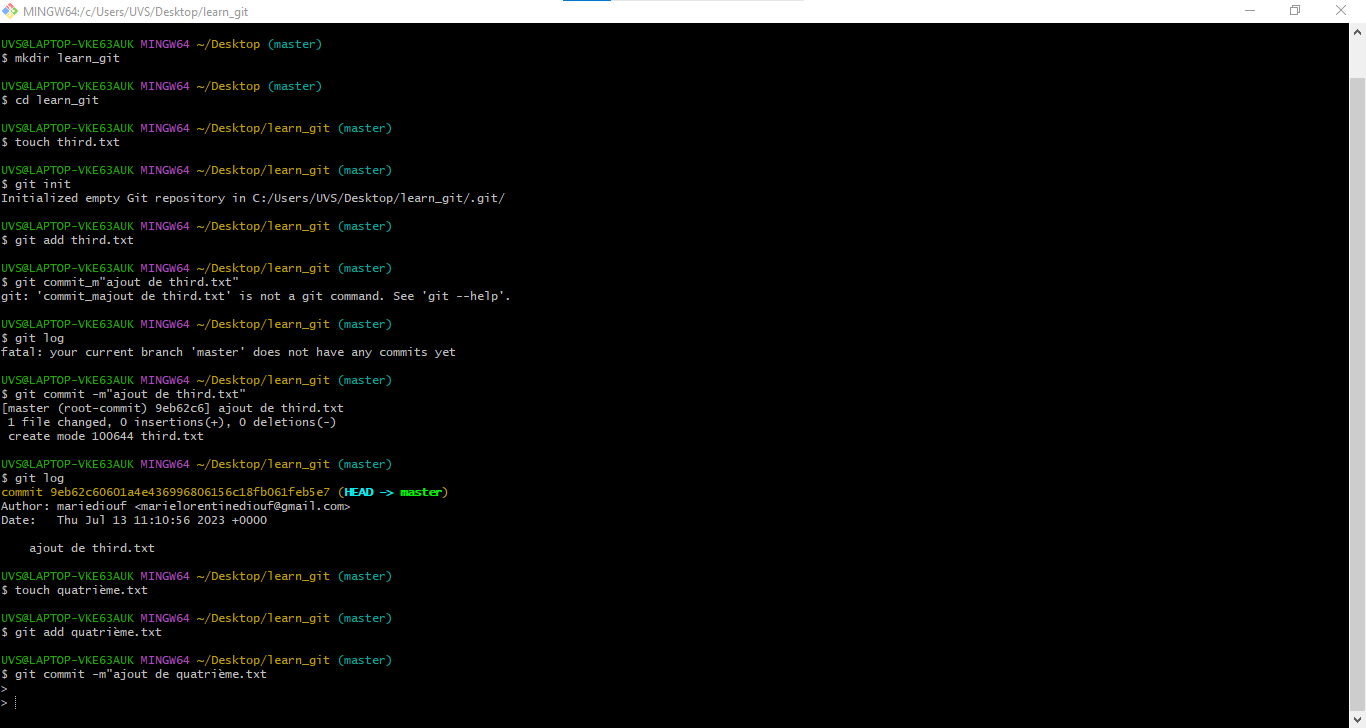 MINGW64:/c/Users/UVS/Desktop/learn_git
UVS@LAPTOP-VKE63AUK MINGW64 ~/Desktop (master)
$ mkdir learn_git
UVS@LAPTOP-VKE63AUK MINGW64 ~/Desktop (master)
$ cd learn_git
UVS@LAPTOP-VKE63AUK MINGW64 ~/Desktop/learn_git (master)
$ touch third.txt
UVS@LAPTOP-VKE63AUK MINGW64 ~/Desktop/learn_git (master)
$ git init
Initialized empty Git repository in C:/Users/UVS/Desktop/learn_git/.git/
UVS@LAPTOP-VKE63AUK MINGW64 ~/Desktop/learn_git (master)
$ git add third.txt
UVS@LAPTOP-VKE63AUK MINGW64 ~/Desktop/learn_git (master)
$ git commit_m"ajout de third.txt"
git: 'commit_majout de third.txt' is not a git command. See 'git --help'.
UVS@LAPTOP-VKE63AUK MINGW64 ~/Desktop/learn_git (master)
$ git log
fatal: your current branch 'master' does not have any commits yet
UVS@LAPTOP-VKE63AUK MINGW64 ~/Desktop/learn_git (master)
$ git commit -m"ajout de third.txt"
[master (root-commit) 9eb62c6] ajout de third.txt
 1 file changed, 0 insertions(+), 0 deletions(-)
 create mode 100644 third.txt
UVS@LAPTOP-VKE63AUK MINGW64 ~/Desktop/learn_git (master)
$ git log
commit 9eb62c60601a4e436996806156c18fb061feb5e7 (HEAD -> master)
Author: mariediouf <marielorentinediouf@gmail.com>
Date:   Thu Jul 13 11:10:56 2023 +0000
    ajout de third.txt
UVS@LAPTOP-VKE63AUK MINGW64 ~/Desktop/learn_git (master)
$ touch quatrième.txt
UVS@LAPTOP-VKE63AUK MINGW64 ~/Desktop/learn_git (master)
$ git add quatrième.txt
UVS@LAPTOP-VKE63AUK MINGW64 ~/Desktop/learn_git (master)
$ git commit -m"ajout de quatrième.txt
>
>